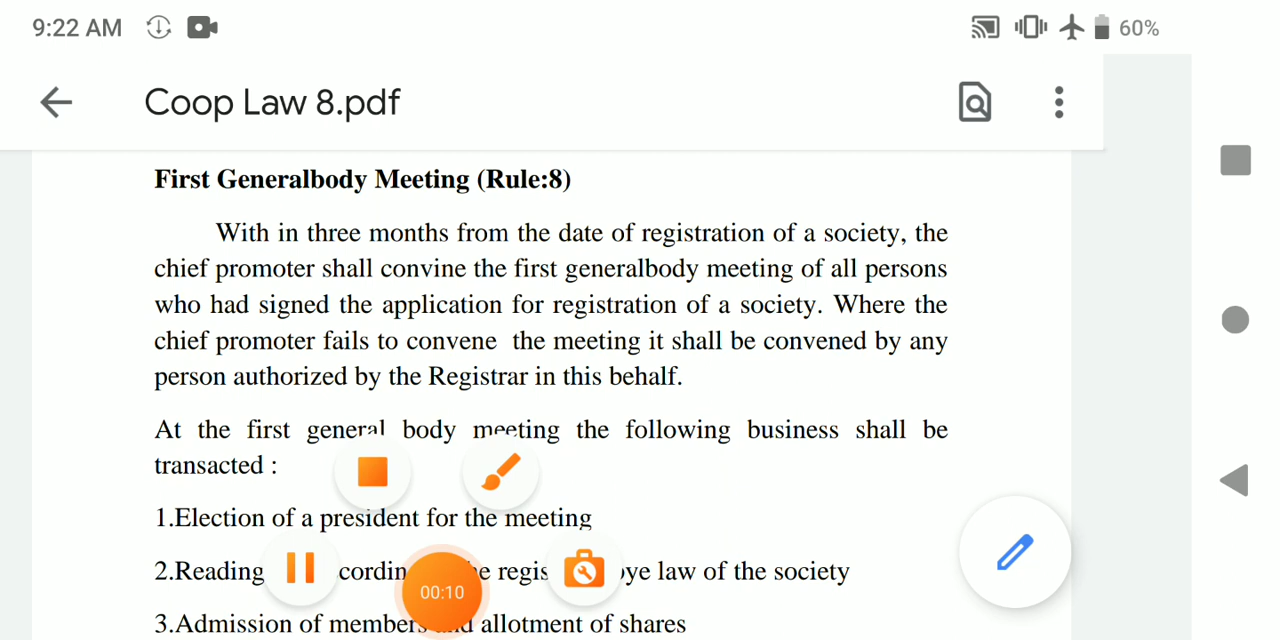 9:22 AM
60%
Coop Law 8.pdf
First Generalbody Meeting (Rule:8)
With in three months from the date of registration of a society, the
chief promoter shall convine the first generalbody meeting of all persons
who had signed the application for registration of a society. Where the
chief promoter fails to convene the meeting it shall be convened by any
person authorized by the Registrar in this behalf.
At the first general body meeting the following business shall be
transacted :
1.Election of a president for the meeting
2.Reading law of the society
00:10
3.Admission of members and allotment of shares